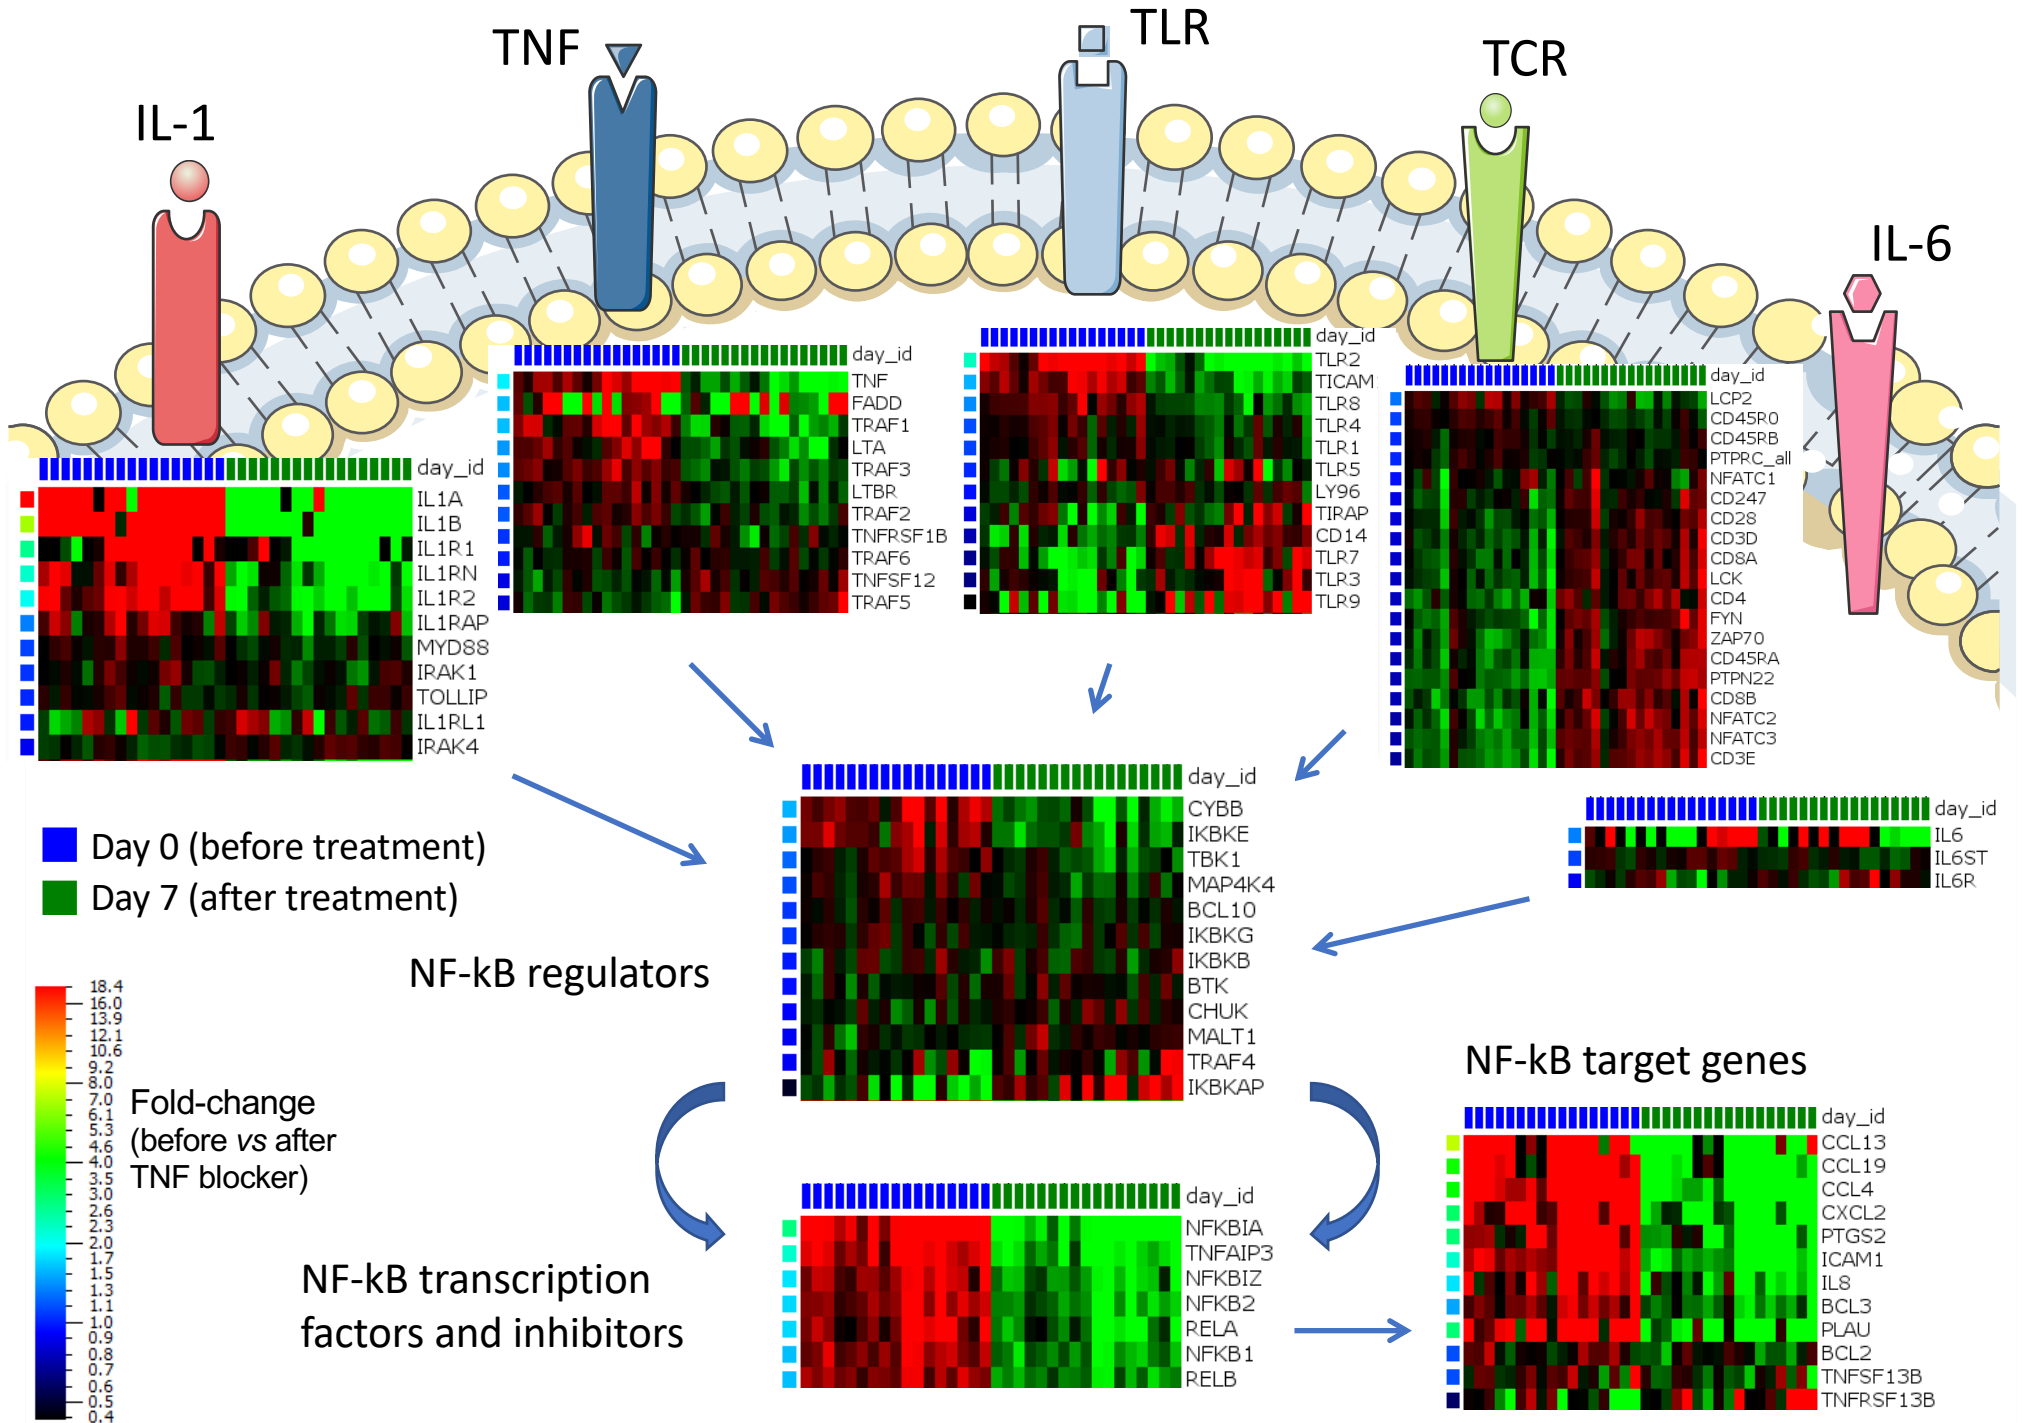 TNF
TLR
TCR
IL-1
IL-6
day_id
IL1A
IL1B
IL1R1
IL1RN
IL1R2
IL1RAP
MYD88
IRAK1
TOLLIP
IL1RL1
IRAK4
day_id
TNF
FADD
TRAF1
LTA
TRAF3
LTBR
TRAF2
TNFRSF1B
TRAF6
TNFSF12
TRAF5
day_id
TLR2
TICAM
TLR8
TLR4
TLR1
TLR5
LY96
TIRAP
CD14
TLR7
TLR3
TLR9
day_id
LCP2
CD45R0
CD45RB
PTPRC_all
NFATC1
CD247
CD28
CD3D
CD8A
LCK
CD4
FYN
ZAP70
CD45RA
PTPN22
CD8B
NFATC2
NFATC3
CD3E
day_id
IL6
IL6ST
IL6R
Day 0 (before treatment)
Day 7 (after treatment)
NF-kB regulators
day_id
CYBB
IKBKE
TBK1
MAP4K4
BCL10
IKBKG
IKBKB
BTK
CHUK
MALT1
TRAF4
IKBKAP
18.4
16.0
13.9
12.1
10.6
9.2
8.0
7.0
6.1
5.3
4.6
4.0
3.5
3.0
2.6
2.3
2.0
1.7
1.5
1.3
1.1
1.0
0.9
0.8
0.7
0.6
0.5
0.4
Fold-change
(before vs after
TNF blocker)
NF-kB transcription
factors and inhibitors
day_id
NFKBIA
TNFAIP3
NFKBIZ
NFKB2
RELA
NFKB1
RELB
NF-kB target genes
day_id
CCL13
CCL19
CCL4
CXCL2
PTGS2
ICAM1
IL8
BCL3
PLAU
BCL2
TNFSF13B
TNFRSF13B